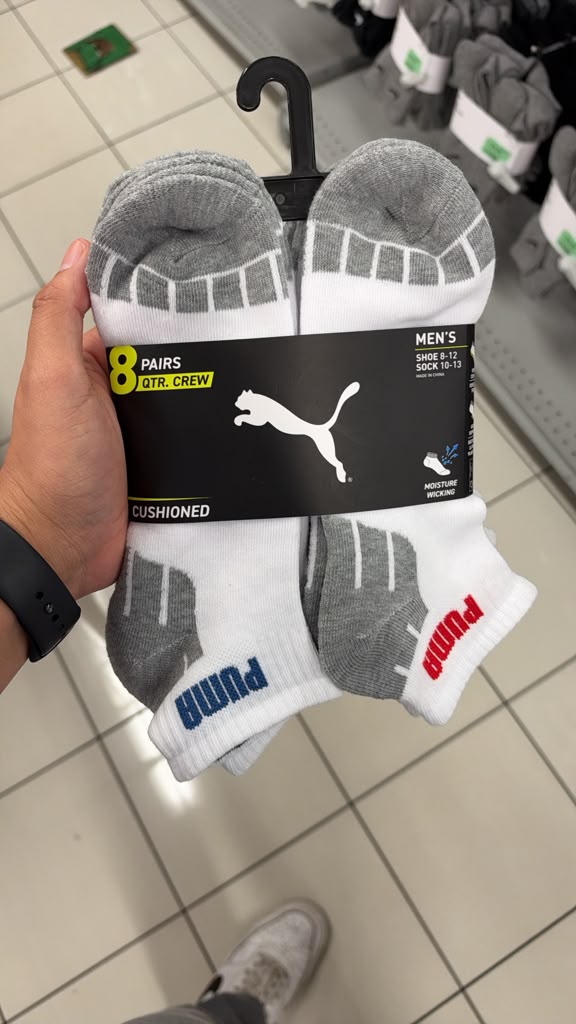 8 PAIRS
QTR. CREW
MEN'S
SHOE 8-12
SOCK 10-13
MADE IN CHINA
®
MOISTURE
WICKING
CUSHIONED
PUMA
PUMA